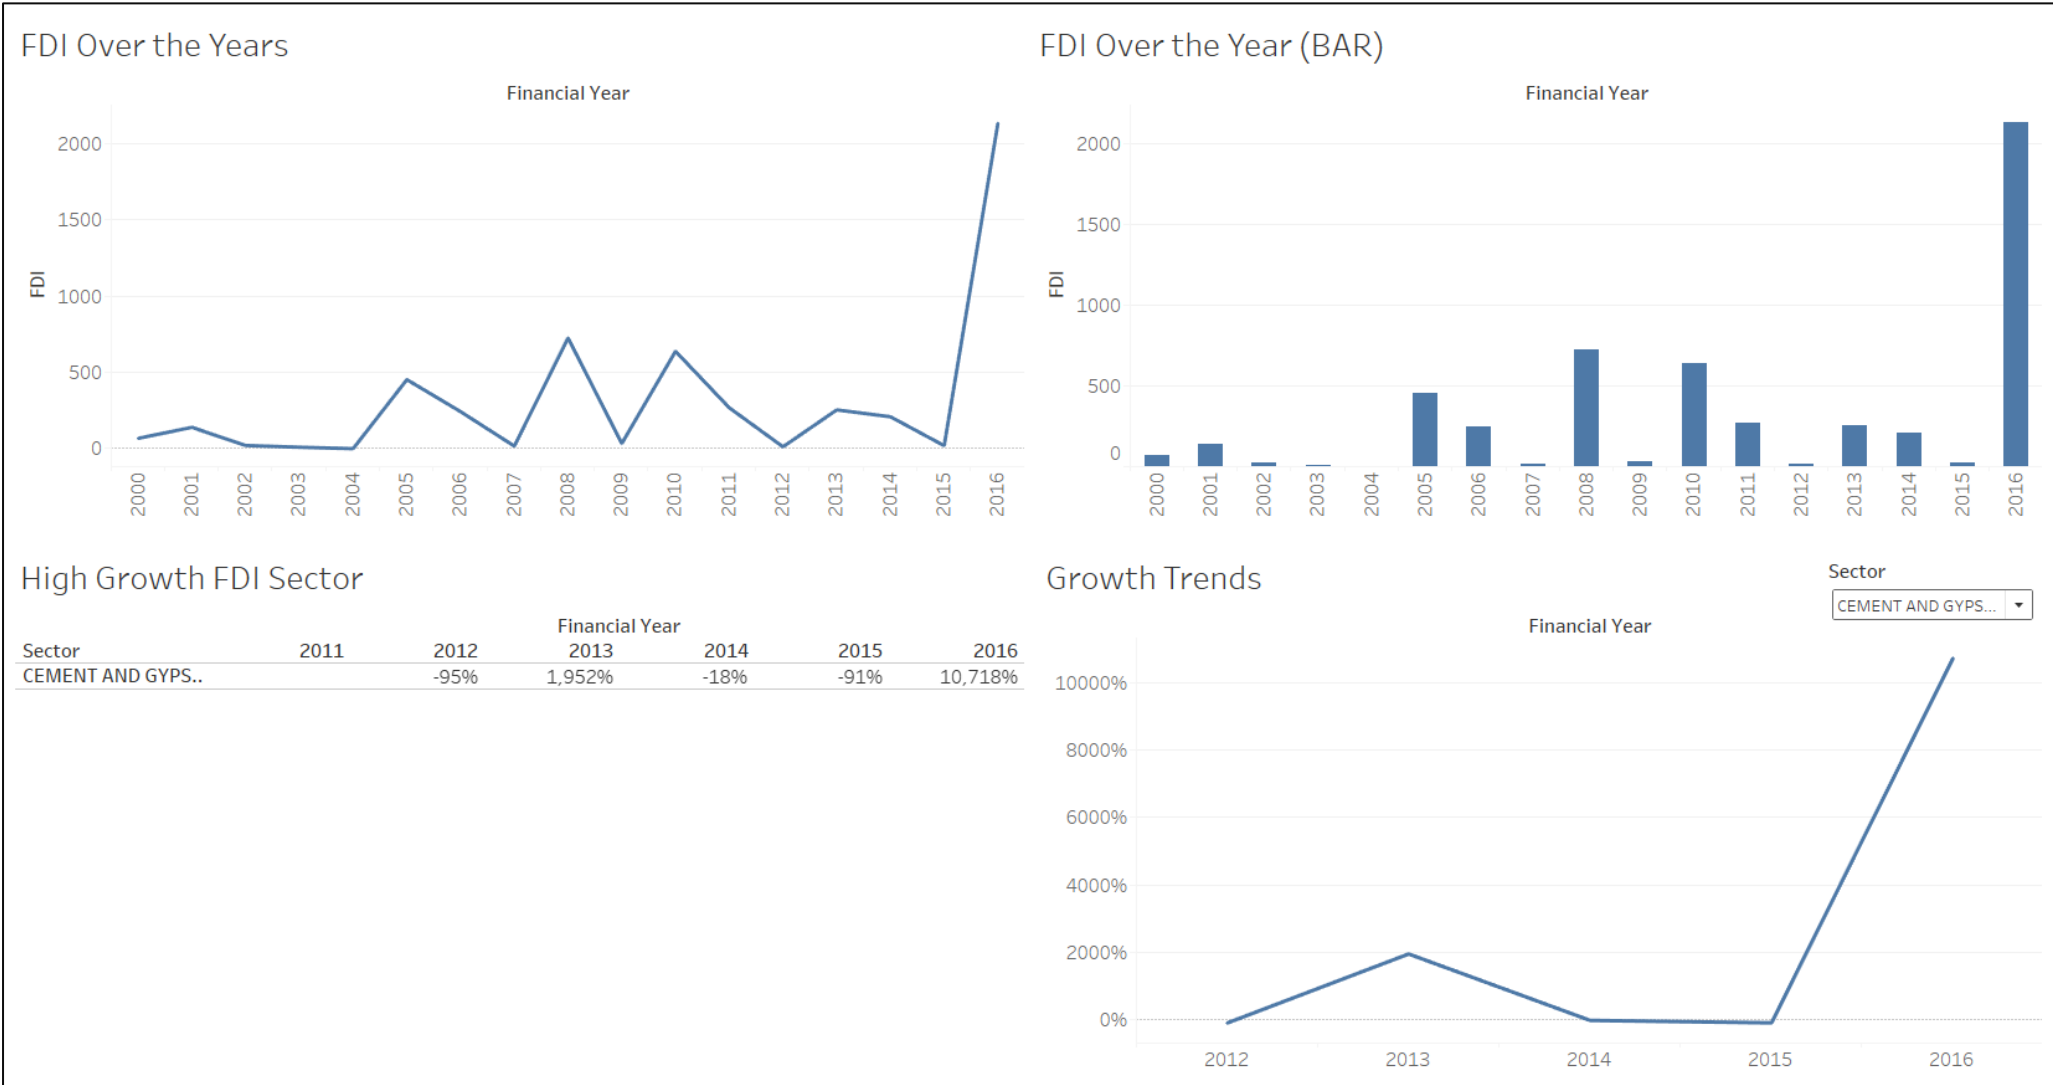 FDI Over the Years
Financial Year
2000
1500
1000
500
0
FDI
2000 2001 2002 2003 2004 2005 2006 2007 2008 2009 2010 2011 2012 2013 2014 2015 2016
FDI Over the Year (BAR)
Financial Year
2000
1500
1000
500
0
FDI
2000 2001 2002 2003 2004 2005 2006 2007 2008 2009 2010 2011 2012 2013 2014 2015 2016
High Growth FDI Sector
Financial Year
Sector 2011 2012 2013 2014 2015 2016
CEMENT AND GYPS.. -95% 1,952% -18% -91% 10,718%
Growth Trends
Sector
CEMENT AND GYPS...
Financial Year
10000%
8000%
6000%
4000%
2000%
0%
2012 2013 2014 2015 2016